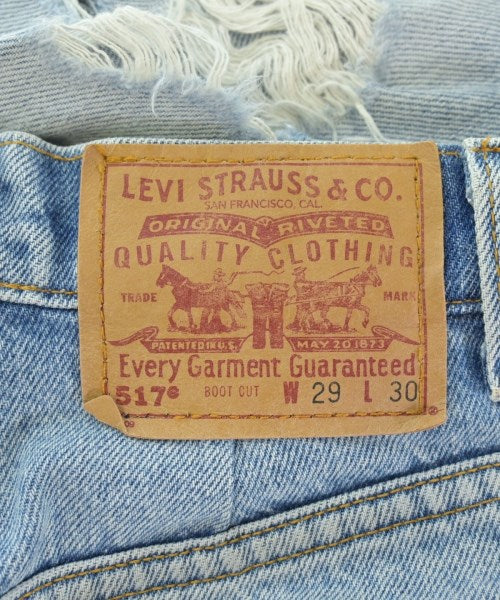 LEVI STRAUSS & CO.
SAN FRANCISCO, CAL.
ORIGINAL RIVETED
QUALITY CLOTHING
TRADE MARK
PATENTED IN U.S. MAY 20 1873
Every Garment Guaranteed
517® BOOT CUT W 29 L 30